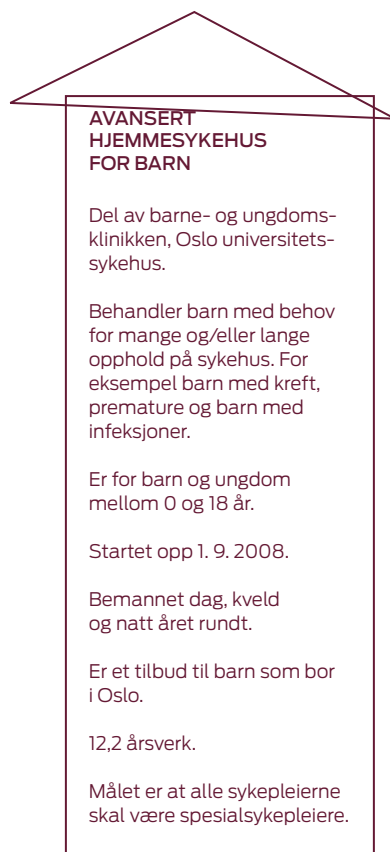 AVANSERT
HJEMMESYKEHUS
FOR BARN
Del av barne- og ungdoms-
klinikken, Oslo universitets-
sykehus.
Behandler barn med behov
for mange og/eller lange
opphold på sykehus. For
eksempel barn med kreft,
premature og barn med
infeksjoner.
Er for barn og ungdom
mellom 0 og 18 år.
Startet opp 1. 9. 2008.
Bemannet dag, kveld
og natt året rundt.
Er et tilbud til barn som bor
i Oslo.
12,2 årsverk.
Målet er at alle sykepleierne
skal være spesialsykepleiere.